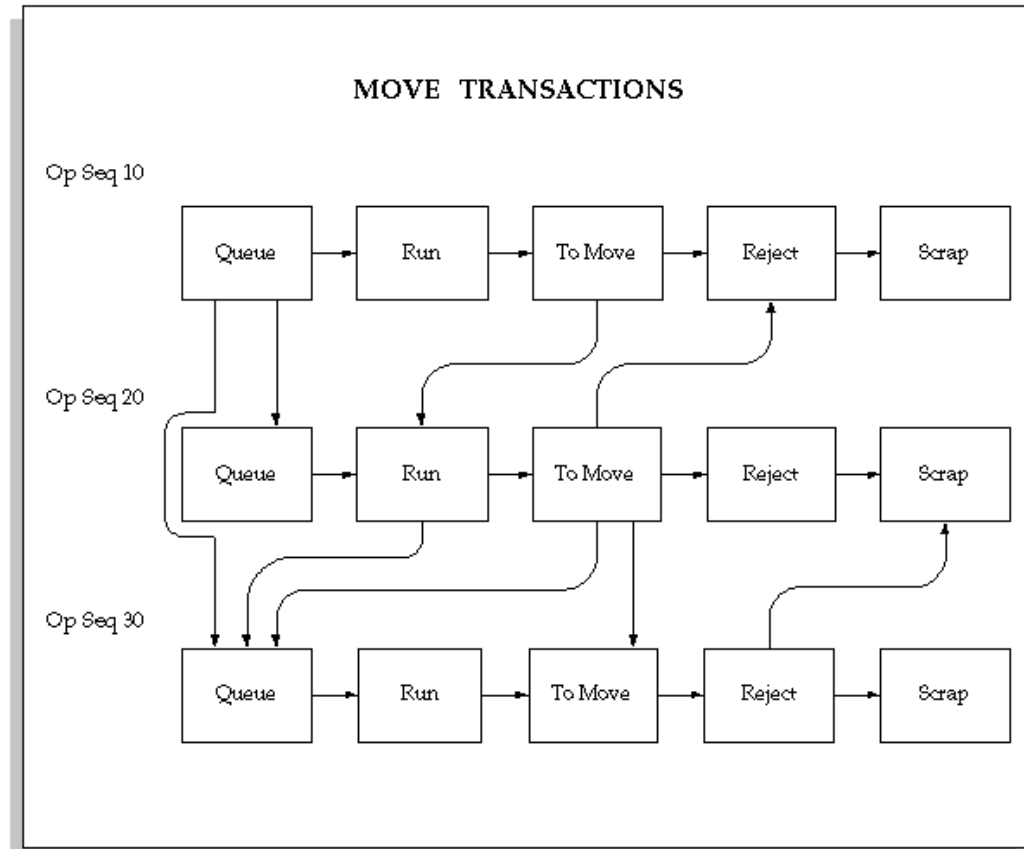 MOVE TRANSACTIONS
Op Seq 10
Queue
Run
To Move
Reject
Scrap
Op Seq 20
Queue
Run
To Move
Reject
Scrap
Op Seq 30
Queue
Run
To Move
Reject
Scrap